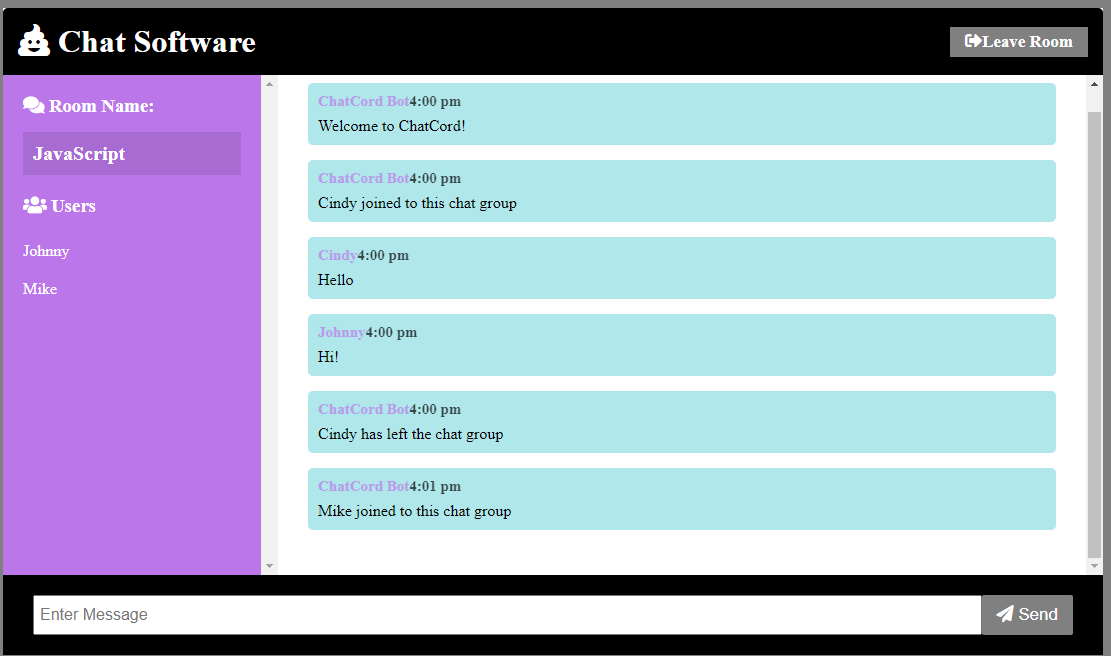 Chat Software
Leave Room
Room Name:
JavaScript
Users
Johnny
Mike
ChatCord Bot4:00 pm
Welcome to ChatCord!
ChatCord Bot4:00 pm
Cindy joined to this chat group
Cindy4:00 pm
Hello
Johnny4:00 pm
Hi!
ChatCord Bot4:00 pm
Cindy has left the chat group
ChatCord Bot4:01 pm
Mike joined to this chat group
Enter Message
Send